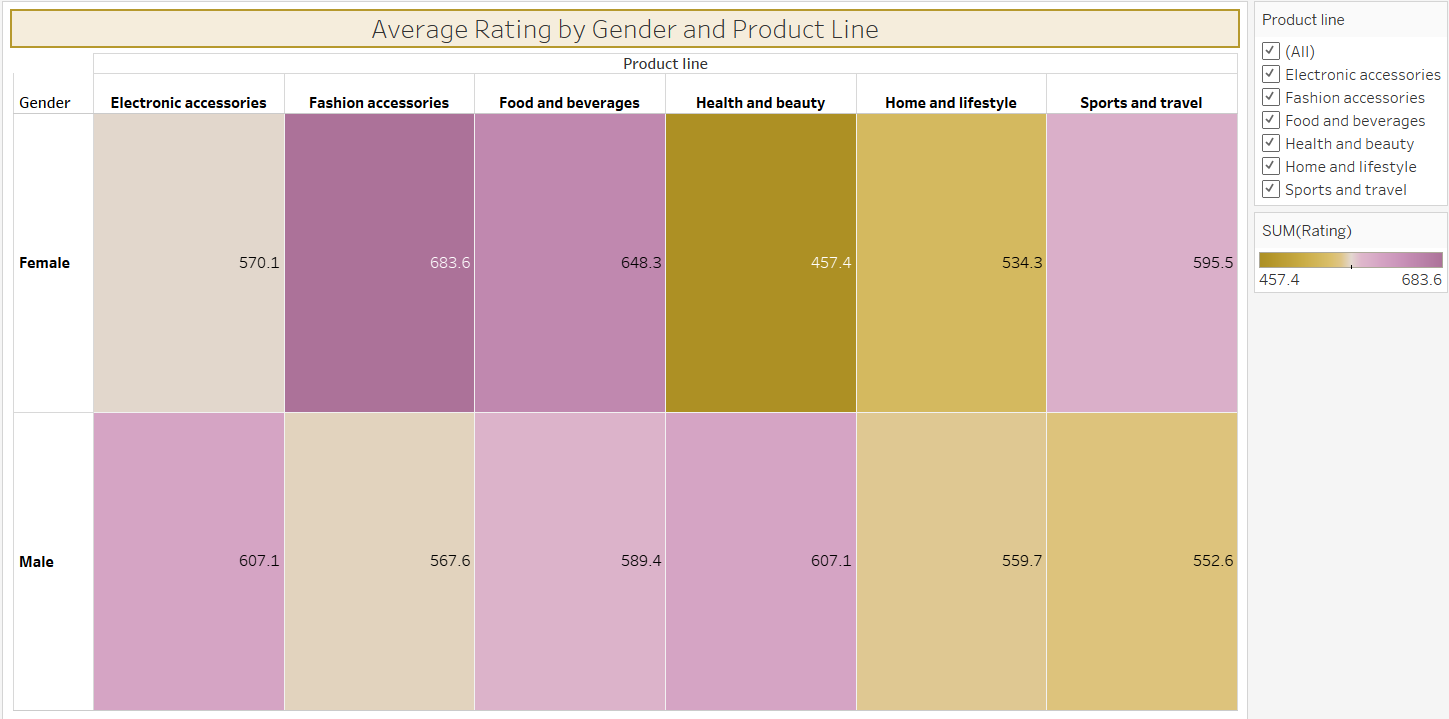 Average Rating by Gender and Product Line
Product line
Gender Electronic accessories Fashion accessories Food and beverages Health and beauty Home and lifestyle Sports and travel
Female 570.1 683.6 648.3 457.4 534.3 595.5
Male 607.1 567.6 589.4 607.1 559.7 552.6
Product line
(All)
Electronic accessories
Fashion accessories
Food and beverages
Health and beauty
Home and lifestyle
Sports and travel
SUM(Rating)
457.4 683.6